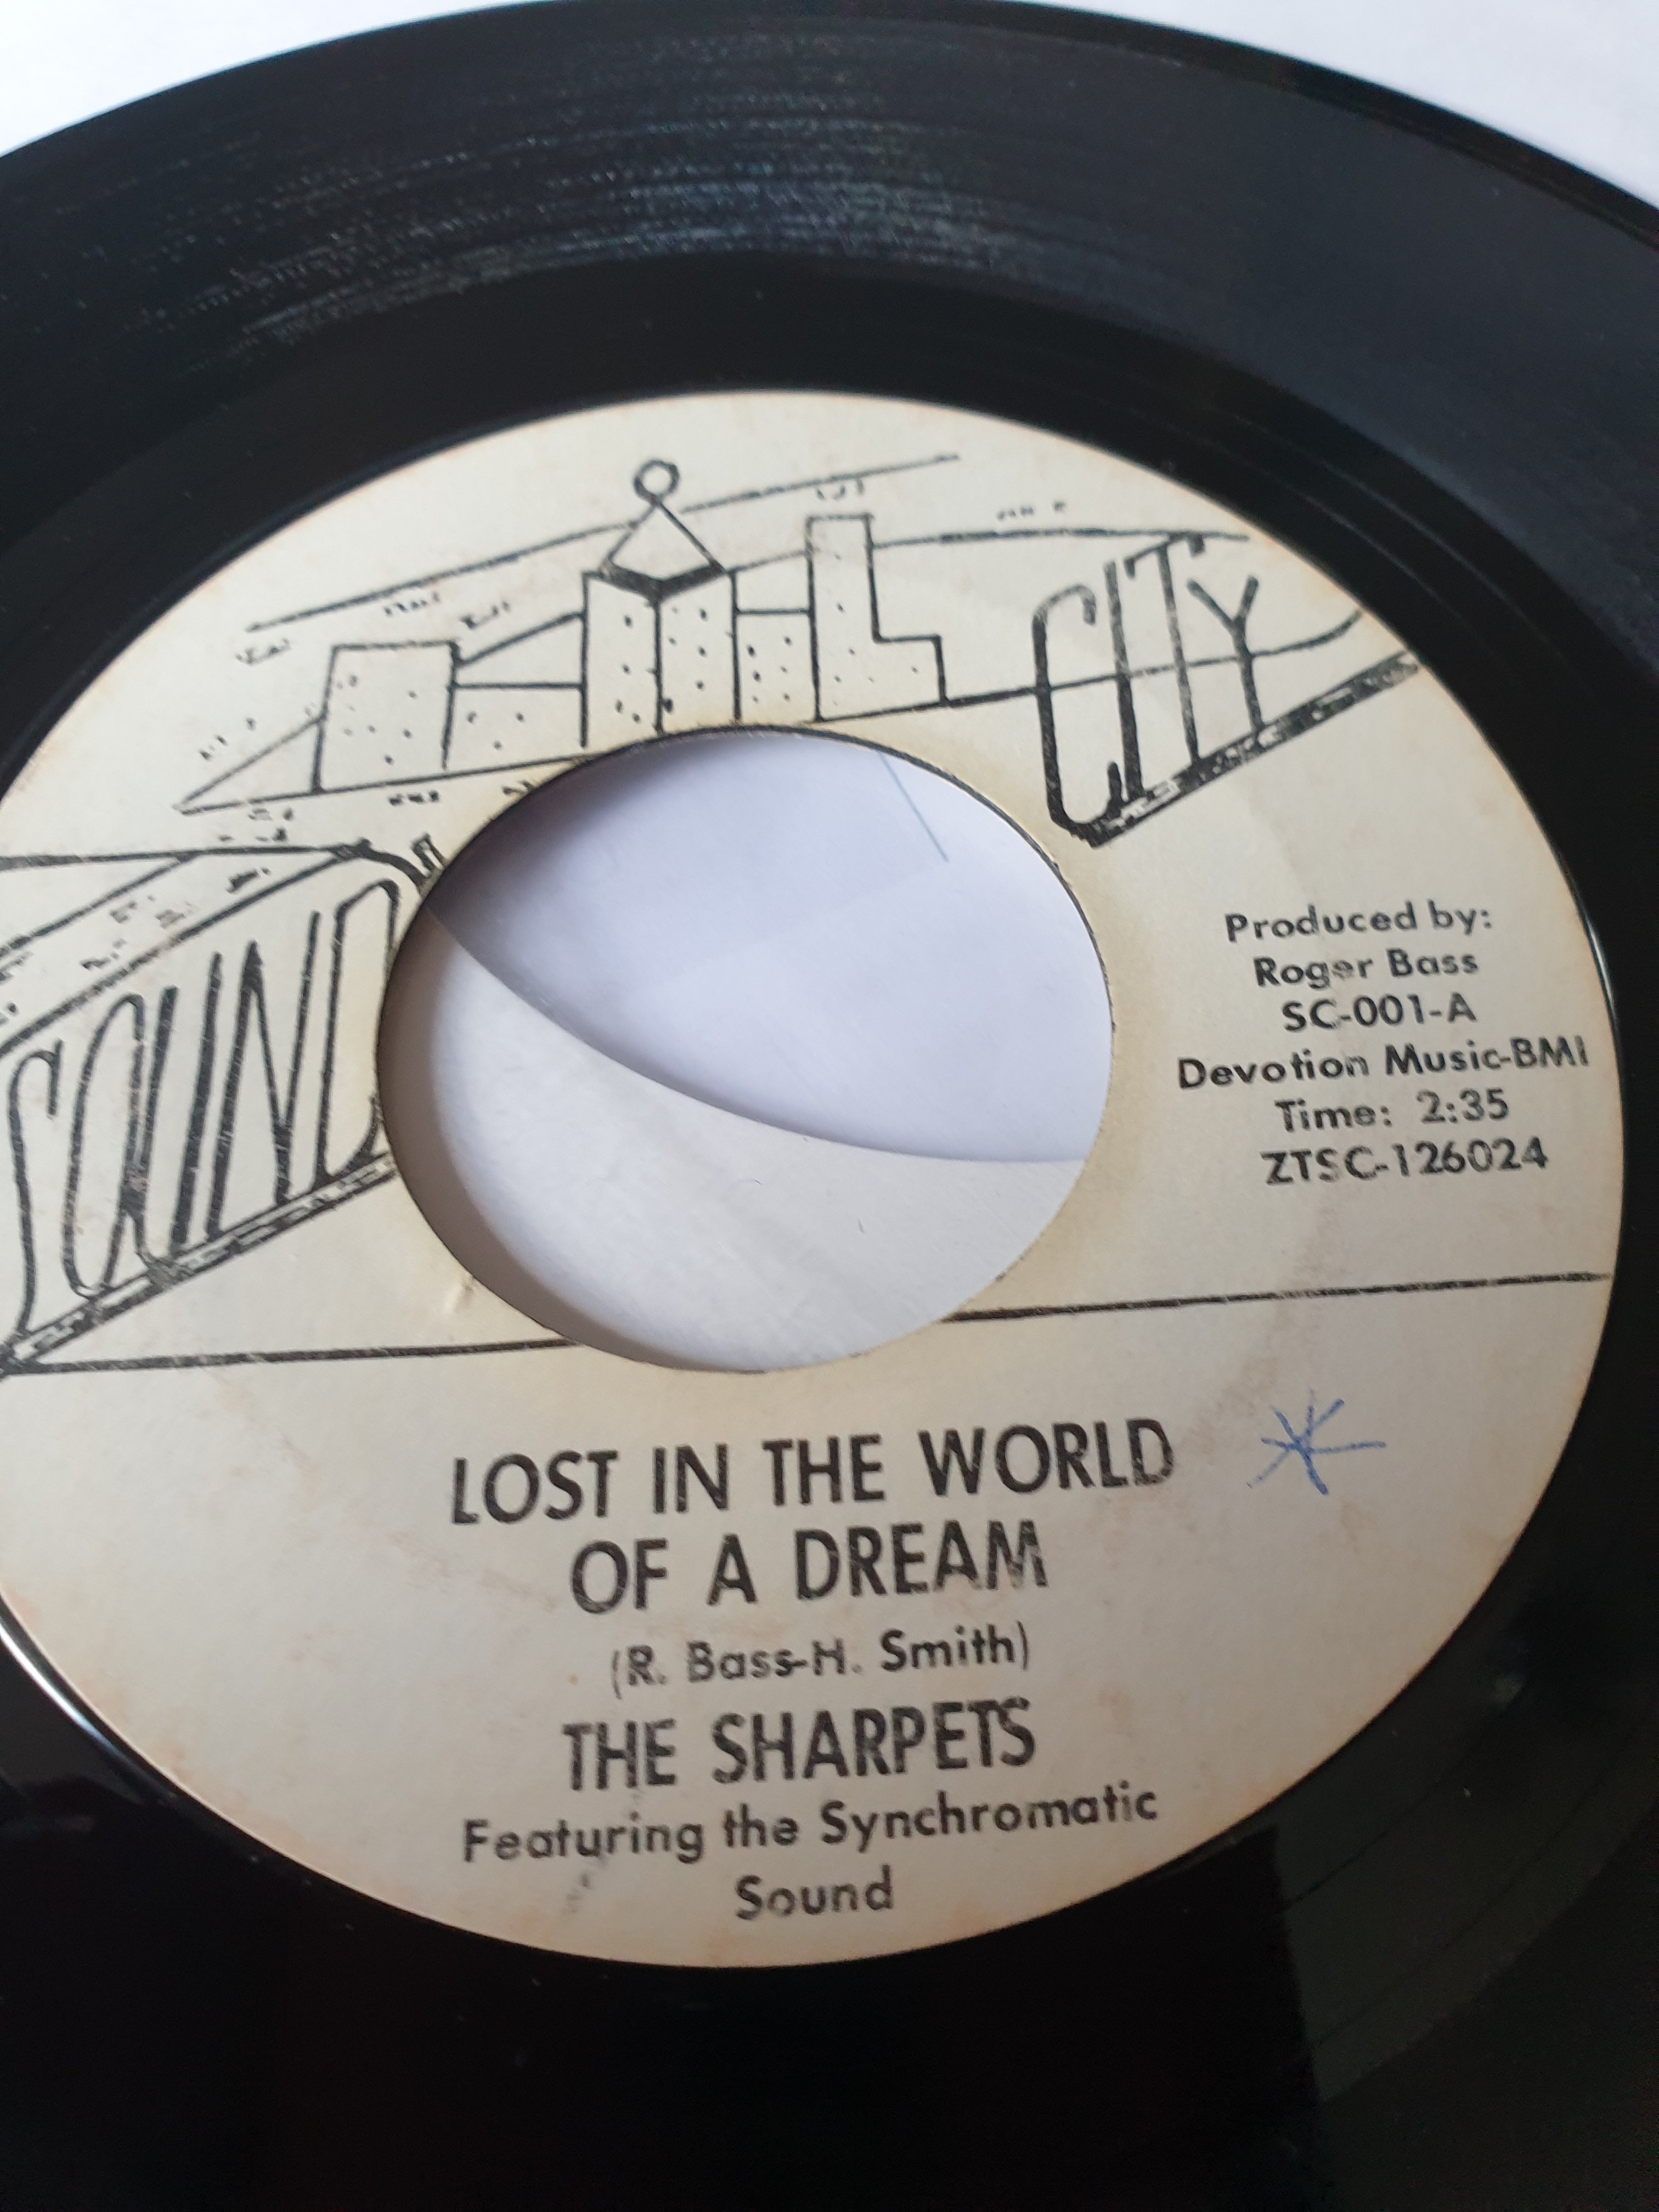 SOUND
CITY
Produced by:
Roger Bass
SC-001-A
Devotion Music-BMI
Time: 2:35
ZTSC-126024
LOST IN THE WORLD
OF A DREAM
(R. Bass-H. Smith)
THE SHARPETS
Featuring the Synchromatic
Sound